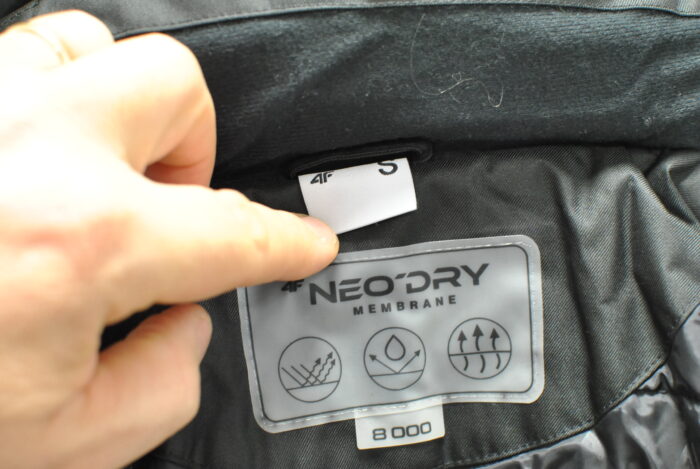 4F S
4F NEO'DRY
MEMBRANE
8 000